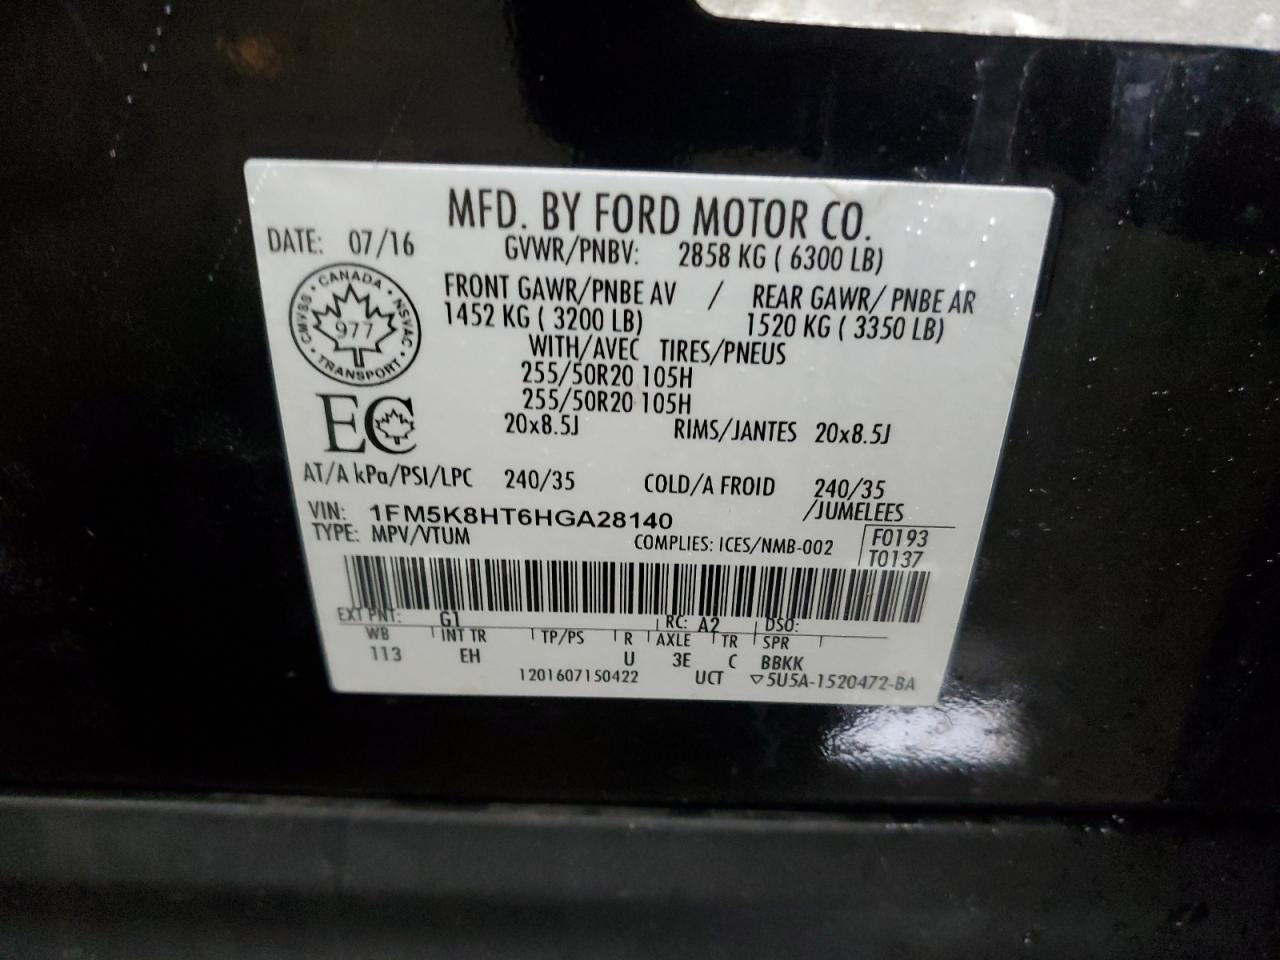 MFD. BY FORD MOTOR CO.
DATE: 07/16 GVWR/PNBV: 2858 KG ( 6300 LB)
FRONT GAWR/PNBE AV / REAR GAWR/ PNBE AR
1452 KG ( 3200 LB) 1520 KG ( 3350 LB)
WITH/AVEC TIRES/PNEUS
255/50R20 105H
255/50R20 105H
20x8.5J RIMS/JANTES 20x8.5J
CANADA
CMVSS NSVAC
977
TRANSPORT
EC
AT/A kPa/PSI/LPC 240/35 COLD/A FROID 240/35
/JUMELEES
VIN: 1FM5K8HT6HGA28140
TYPE: MPV/VTUM COMPLIES: ICES/NMB-002
F0193
T0137
EXT PNT: G1 RC: A2 DSO:
WB INT TR TP/PS R AXLE TR SPR
113 EH U 3E C BBKK
1201607150422 UCT ▽5U5A-1520472-BA